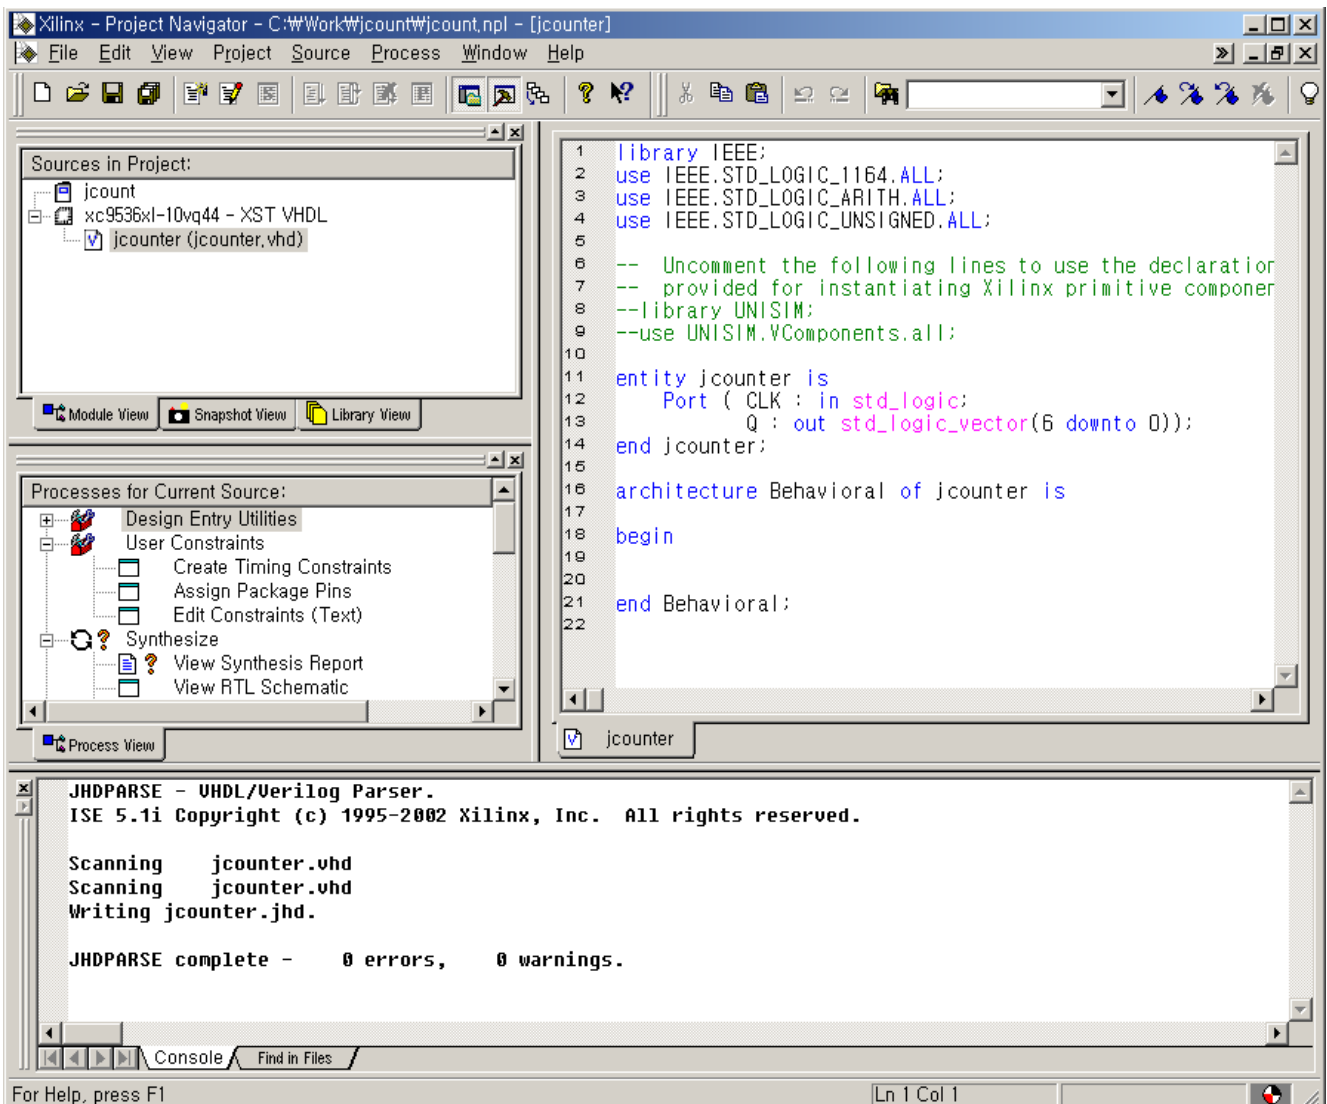 Xilinx - Project Navigator - C:₩Work₩jcount₩jcount.npl - [jcounter]
File Edit View Project Source Process Window Help
Sources in Project:
jcount
xc9536xl-10vq44 - XST VHDL
jcounter (jcounter.vhd)
Module View Snapshot View Library View
Processes for Current Source:
Design Entry Utilities
User Constraints
Create Timing Constraints
Assign Package Pins
Edit Constraints (Text)
Synthesize
View Synthesis Report
View RTL Schematic
Process View
1 library IEEE;
2 use IEEE.STD_LOGIC_1164.ALL;
3 use IEEE.STD_LOGIC_ARITH.ALL;
4 use IEEE.STD_LOGIC_UNSIGNED.ALL;
5
6 -- Uncomment the following lines to use the declaration
7 -- provided for instantiating Xilinx primitive componen
8 --library UNISIM;
9 --use UNISIM.VComponents.all;
10
11 entity jcounter is
12 Port ( CLK : in std_logic;
13 Q : out std_logic_vector(6 downto 0));
14 end jcounter;
15
16 architecture Behavioral of jcounter is
17
18 begin
19
20
21 end Behavioral;
22
jcounter
JHDPARSE - VHDL/Verilog Parser.
ISE 5.1i Copyright (c) 1995-2002 Xilinx, Inc. All rights reserved.
Scanning jcounter.vhd
Scanning jcounter.vhd
Writing jcounter.jhd.
JHDPARSE complete - 0 errors, 0 warnings.
Console Find in Files
For Help, press F1 Ln 1 Col 1